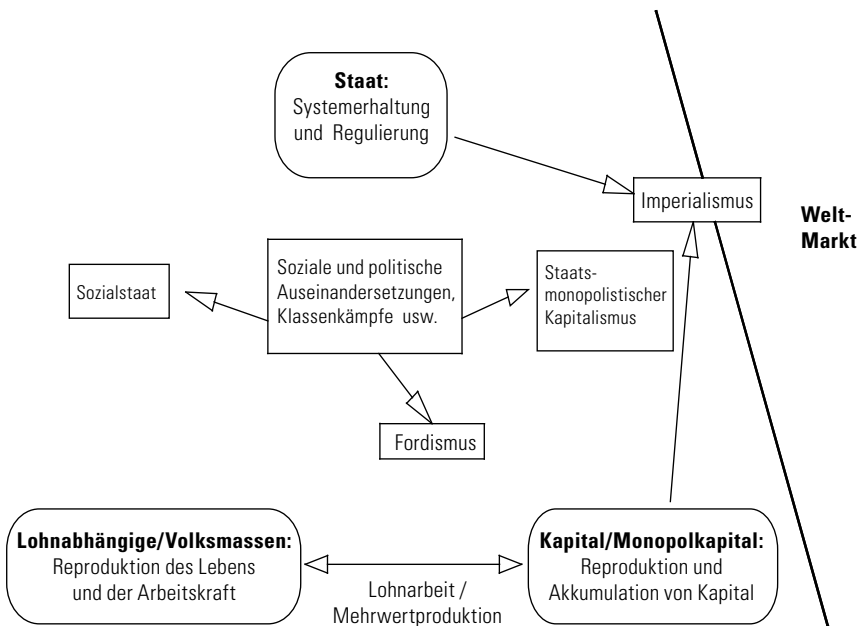 Staat:
Systemerhaltung
und Regulierung
Imperialismus
Welt-
Markt
Sozialstaat
Soziale und politische
Auseinandersetzungen,
Klassenkämpfe usw.
Staats-
monopolistischer
Kapitalismus
Fordismus
Lohnabhängige/Volksmassen:
Reproduktion des Lebens
und der Arbeitskraft
Lohnarbeit /
Mehrwertproduktion
Kapital/Monopolkapital:
Reproduktion und
Akkumulation von Kapital